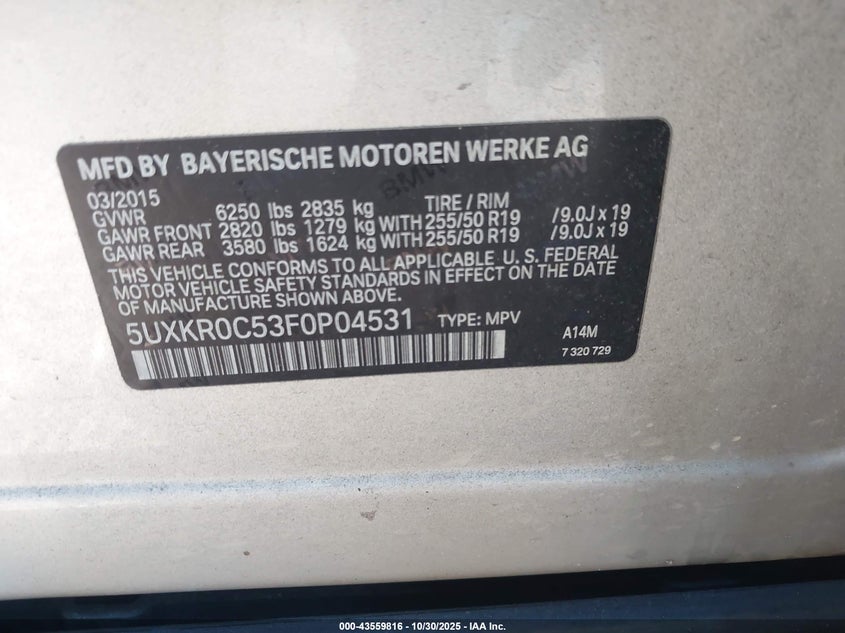 MFD BY BAYERISCHE MOTOREN WERKE AG
03/2015
GVWR 6250 lbs 2835 kg TIRE / RIM
GAWR FRONT 2820 lbs 1279 kg WITH 255/50 R19 /9.0J x 19
GAWR REAR 3580 lbs 1624 kg WITH 255/50 R19 /9.0J x 19
THIS VEHICLE CONFORMS TO ALL APPLICABLE U. S. FEDERAL
MOTOR VEHICLE SAFETY STANDARDS IN EFFECT ON THE DATE
OF MANUFACTURE SHOWN ABOVE.
5UXKR0C53F0P04531 TYPE: MPV A14M
7 320 729
000-43559816 - 10/30/2025 - IAA Inc.